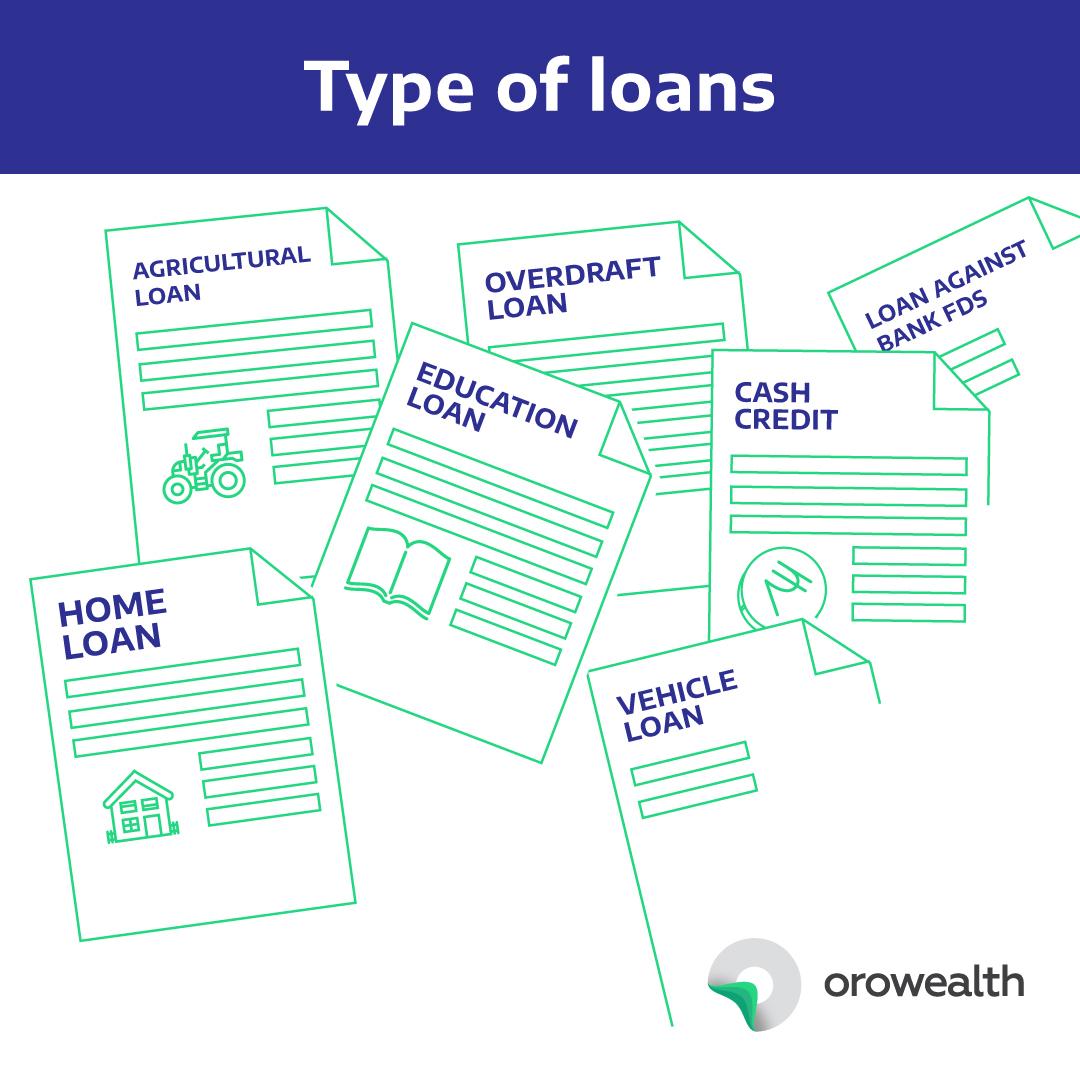 Type of loans
AGRICULTURAL
LOAN
OVERDRAFT
LOAN
LOAN AGAINST
BANK FDS
EDUCATION
LOAN
CASH
CREDIT
HOME
LOAN
VEHICLE
LOAN
orowealth